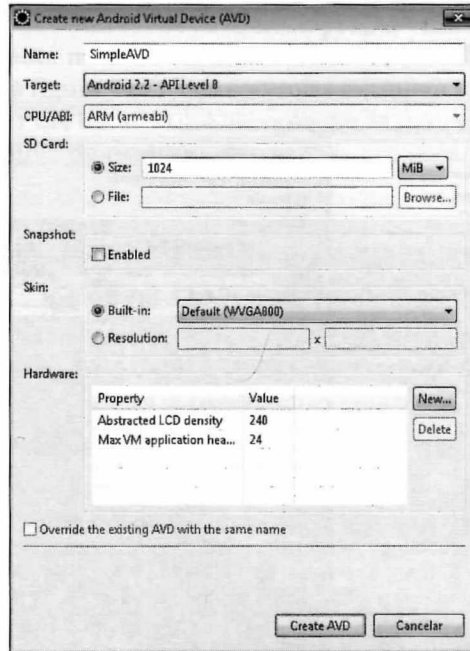 Create new Android Virtual Device (AVD)
Name: SimpleAVD
Target: Android 2.2 - API Level 8
CPU/ABI: ARM (armeabi)
SD Card:
Size: 1024 MiB
File: Browse...
Snapshot:
Enabled
Skin:
Built-in: Default (WVGA800)
Resolution: x
Hardware:
Property Value New...
Abstracted LCD density 240 Delete
Max VM application hea... 24
Override the existing AVD with the same name
Create AVD Cancelar